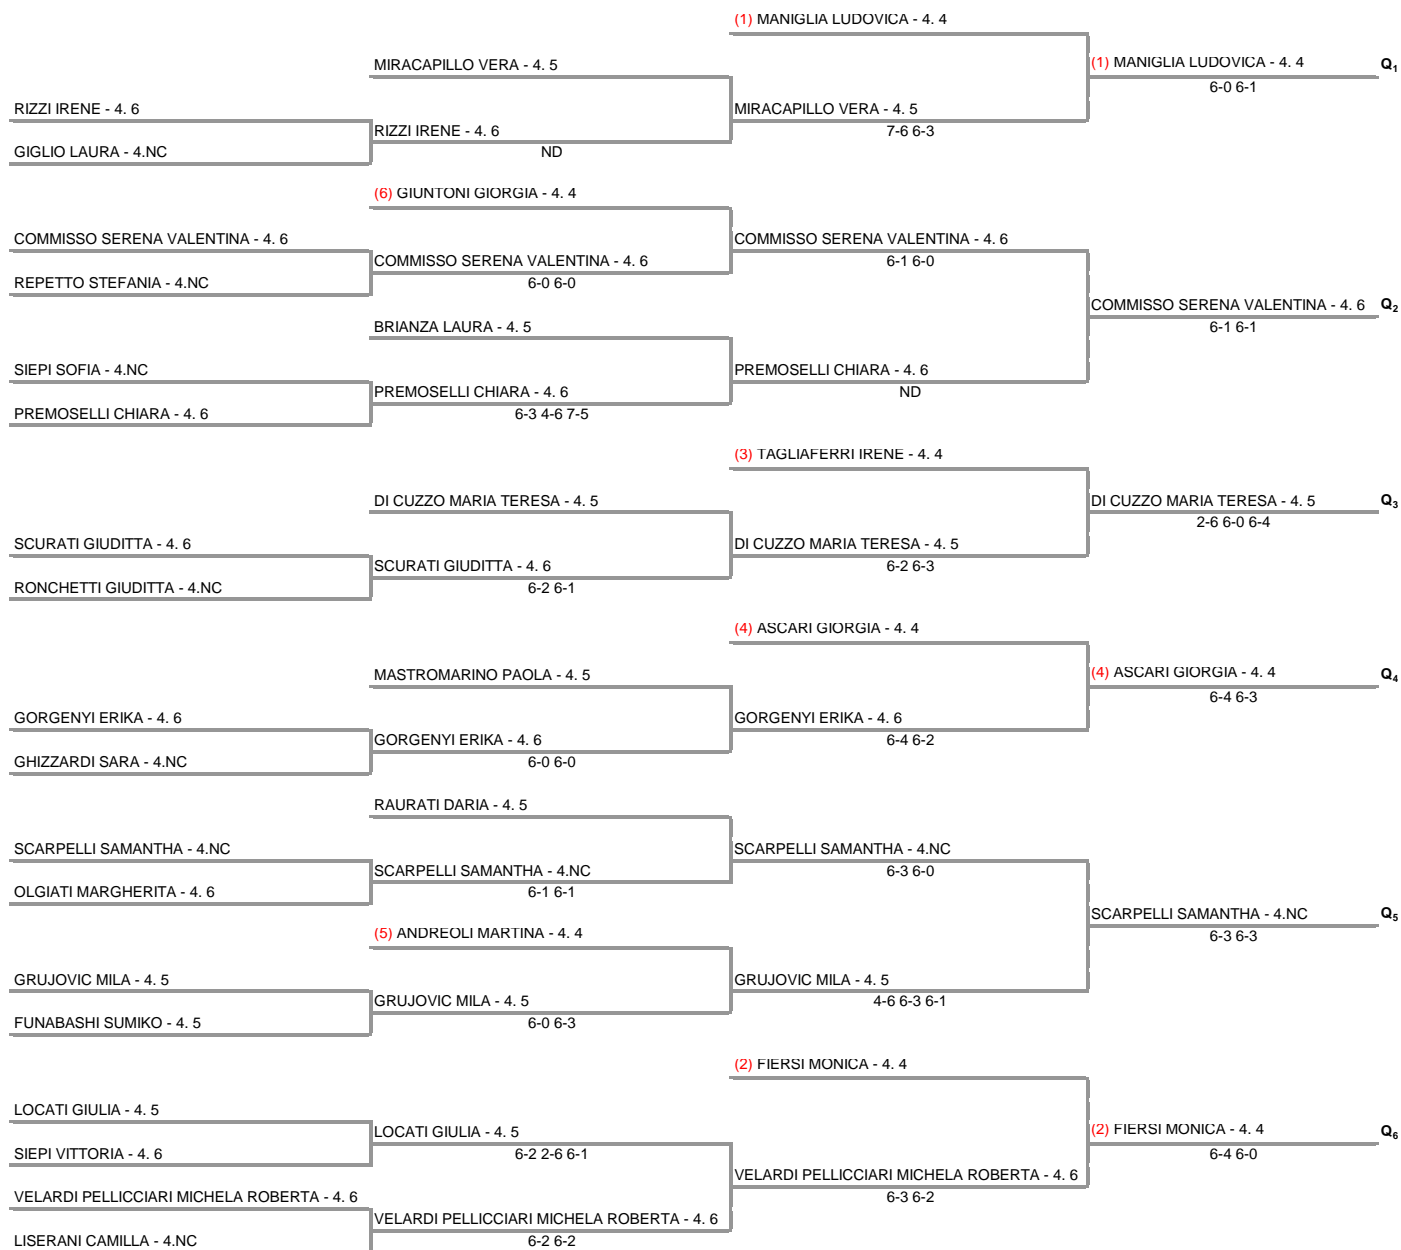 (1) MANIGLIA LUDOVICA - 4. 4
MIRACAPILLO VERA - 4. 5
(1) MANIGLIA LUDOVICA - 4. 4 Q1
6-0 6-1
RIZZI IRENE - 4. 6
MIRACAPILLO VERA - 4. 5
RIZZI IRENE - 4. 6
7-6 6-3
GIGLIO LAURA - 4.NC
ND
(6) GIUNTONI GIORGIA - 4. 4
COMMISSO SERENA VALENTINA - 4. 6
COMMISSO SERENA VALENTINA - 4. 6
COMMISSO SERENA VALENTINA - 4. 6
6-1 6-0
REPETTO STEFANIA - 4.NC
6-0 6-0
COMMISSO SERENA VALENTINA - 4. 6 Q2
BRIANZA LAURA - 4. 5
6-1 6-1
SIEPI SOFIA - 4.NC
PREMOSELLI CHIARA - 4. 6
PREMOSELLI CHIARA - 4. 6
ND
PREMOSELLI CHIARA - 4. 6
6-3 4-6 7-5
(3) TAGLIAFERRI IRENE - 4. 4
DI CUZZO MARIA TERESA - 4. 5
DI CUZZO MARIA TERESA - 4. 5 Q3
2-6 6-0 6-4
SCURATI GIUDITTA - 4. 6
DI CUZZO MARIA TERESA - 4. 5
SCURATI GIUDITTA - 4. 6
6-2 6-3
RONCHETTI GIUDITTA - 4.NC
6-2 6-1
(4) ASCARI GIORGIA - 4. 4
MASTROMARINO PAOLA - 4. 5
(4) ASCARI GIORGIA - 4. 4 Q4
6-4 6-3
GORGENYI ERIKA - 4. 6
GORGENYI ERIKA - 4. 6
GORGENYI ERIKA - 4. 6
6-4 6-2
GHIZZARDI SARA - 4.NC
6-0 6-0
RAURATI DARIA - 4. 5
SCARPELLI SAMANTHA - 4.NC
SCARPELLI SAMANTHA - 4.NC
SCARPELLI SAMANTHA - 4.NC
6-3 6-0
OLGIATI MARGHERITA - 4. 6
6-1 6-1
SCARPELLI SAMANTHA - 4.NC Q5
(5) ANDREOLI MARTINA - 4. 4
6-3 6-3
GRUJOVIC MILA - 4. 5
GRUJOVIC MILA - 4. 5
GRUJOVIC MILA - 4. 5
4-6 6-3 6-1
FUNABASHI SUMIKO - 4. 5
6-0 6-3
(2) FIERSI MONICA - 4. 4
LOCATI GIULIA - 4. 5
LOCATI GIULIA - 4. 5
(2) FIERSI MONICA - 4. 4 Q6
SIEPI VITTORIA - 4. 6
6-2 2-6 6-1
6-4 6-0
VELARDI PELLICCIARI MICHELA ROBERTA - 4. 6
VELARDI PELLICCIARI MICHELA ROBERTA - 4. 6
6-3 6-2
VELARDI PELLICCIARI MICHELA ROBERTA - 4. 6
LISERANI CAMILLA - 4.NC
6-2 6-2